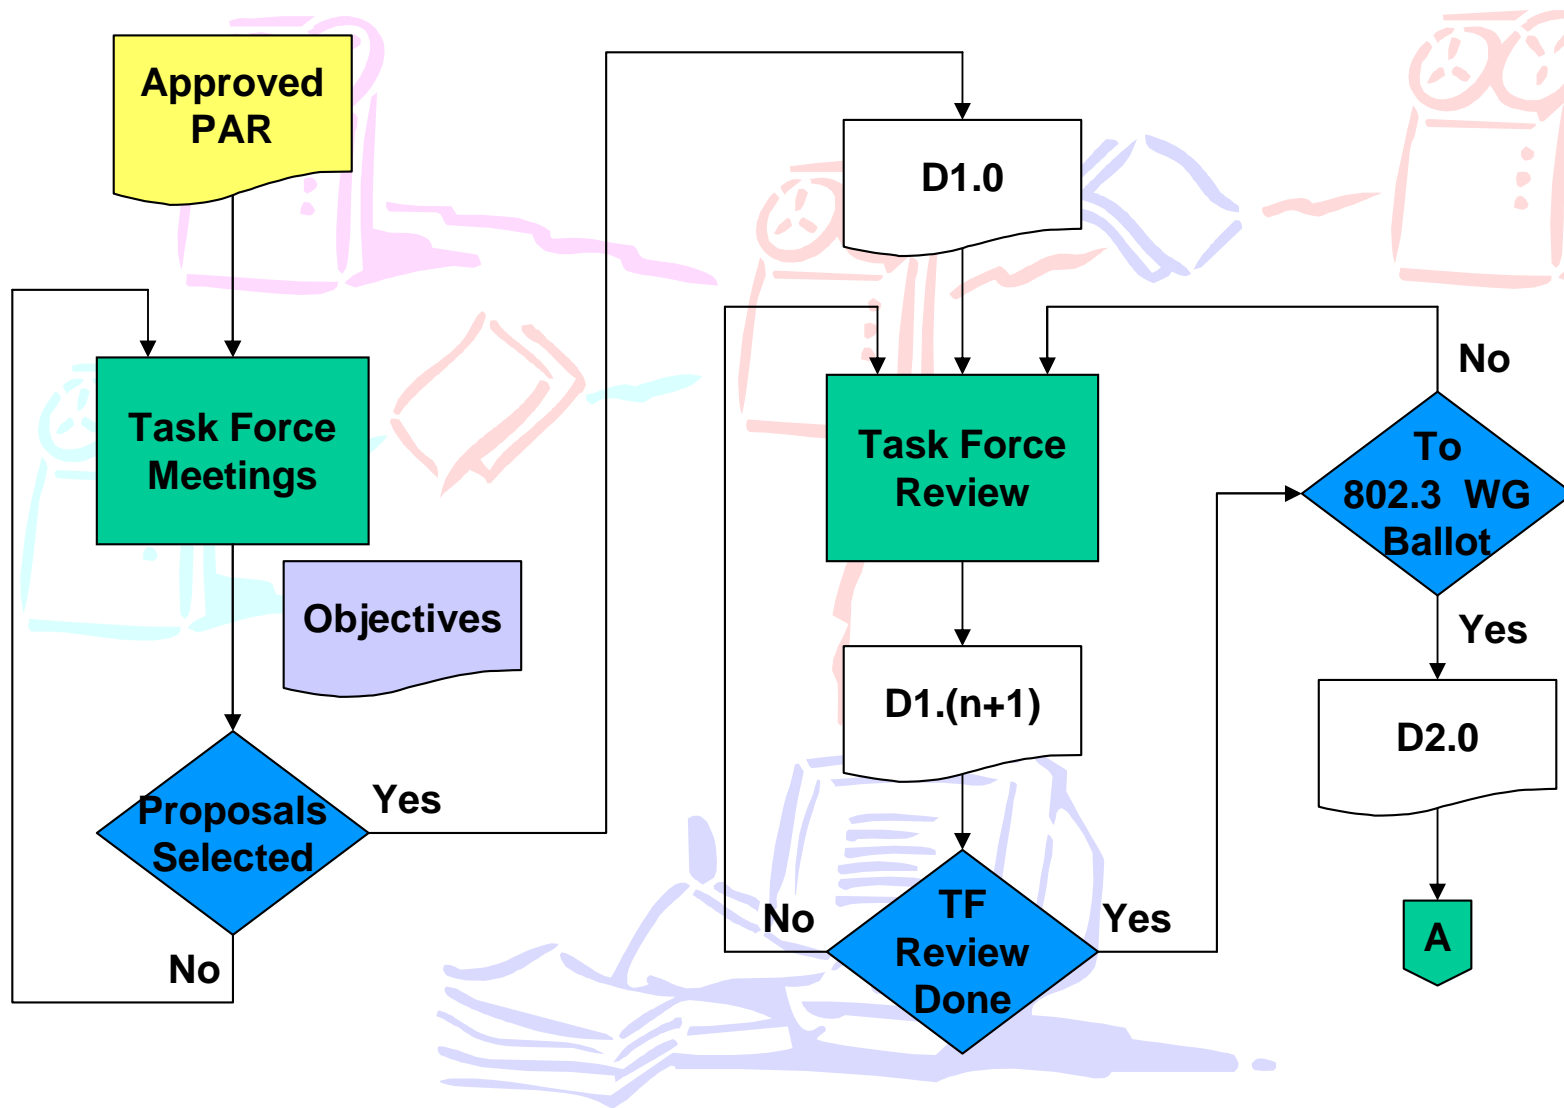 Approved
PAR
Task Force
Meetings
Objectives
Proposals
Selected
Yes
No
D1.0
Task Force
Review
D1.(n+1)
TF
Review
Done
No
Yes
To
802.3  WG
Ballot
No
Yes
D2.0
A